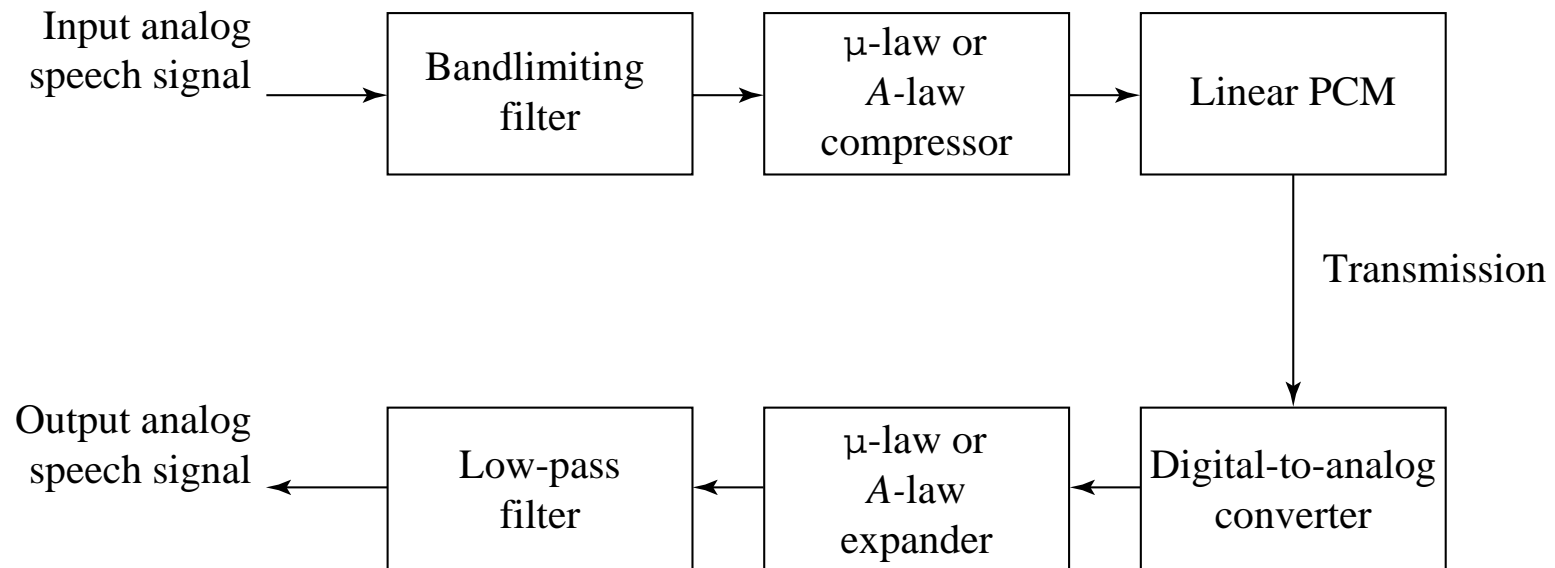 Input analog
speech signal
Bandlimiting
filter
μ-law or
A-law
compressor
Linear PCM
Transmission
Output analog
speech signal
Low-pass
filter
μ-law or
A-law
expander
Digital-to-analog
converter